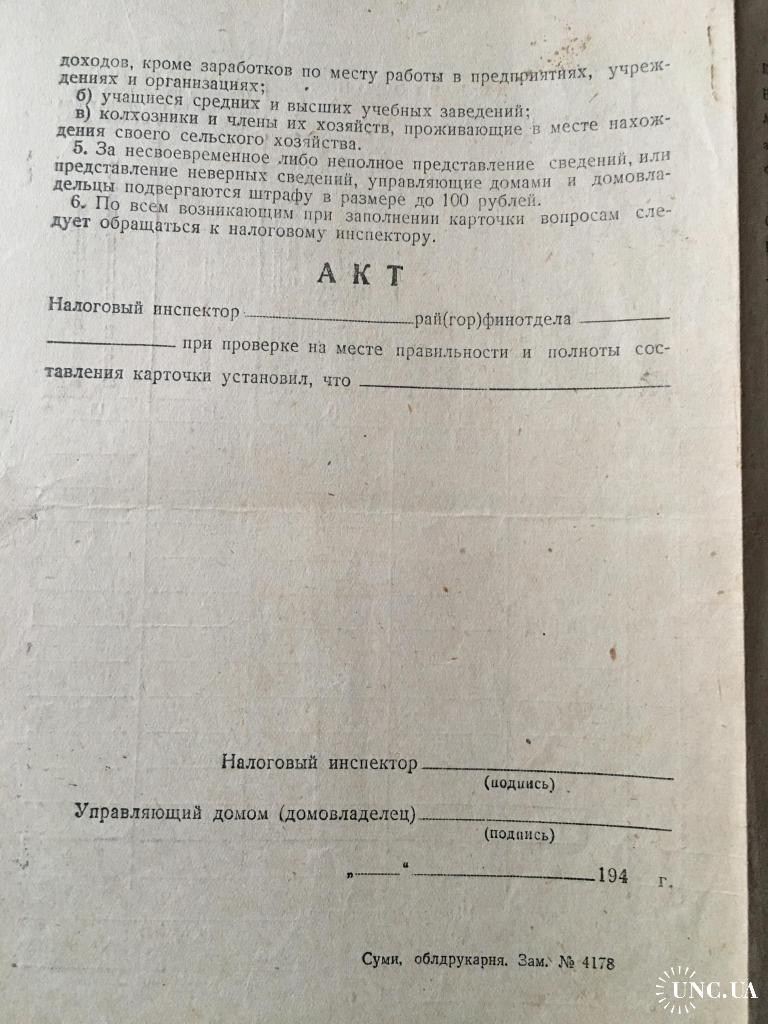 доходов, кроме заработков по месту работы в предприятиях, учреж-
дениях и организациях;
б) учащиеся средних и высших учебных заведений;
в) колхозники и члены их хозяйств, проживающие в месте нахож-
дения своего сельского хозяйства.
5. За несвоевременное либо неполное представление сведений, или
представление неверных сведений, управляющие домами и домовла-
дельцы подвергаются штрафу в размере до 100 рублей.
6. По всем возникающим при заполнении карточки вопросам сле-
дует обращаться к налоговому инспектору.
АКТ
Налоговый инспектор рай(гор)финотдела
при проверке на месте правильности и полноты сос-
тавления карточки установил, что
Налоговый инспектор
(подпись)
Управляющий домом (домовладелец)
(подпись)
„ “ 194 г.
Суми, облдрукарня. Зам. № 4178
UNC.UA